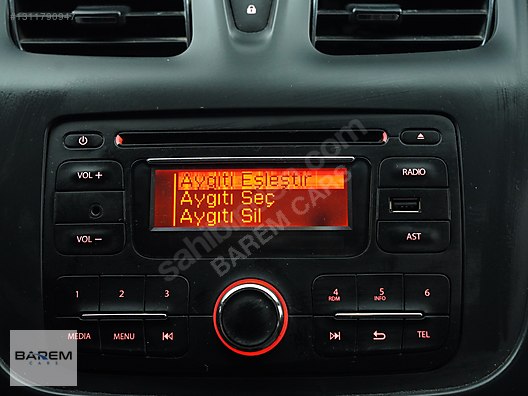 #1311790947
VOL +
RADIO
Aygıtı Eşleştir
Aygıtı Seç
Aygıtı Sil
VOL −
AST
sahibinden.com
BAREM CARS
1
2
3
4
RDM
5
INFO
6
MEDIA
MENU
TEL
BAREM
CARS